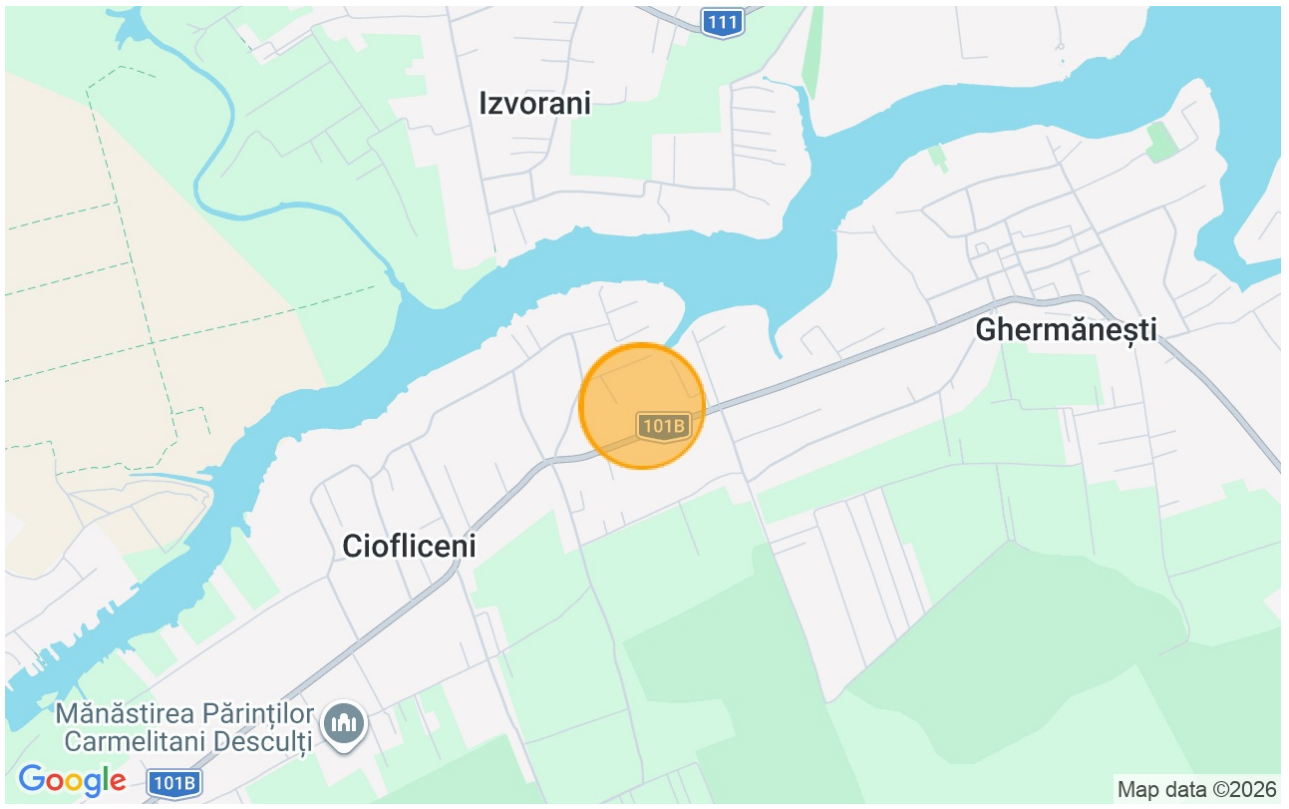 111
Izvorani
Ghermănești
101B
Ciofliceni
Mănăstirea Părinților
Carmelitani Desculți
Google
101B
Map data ©2026